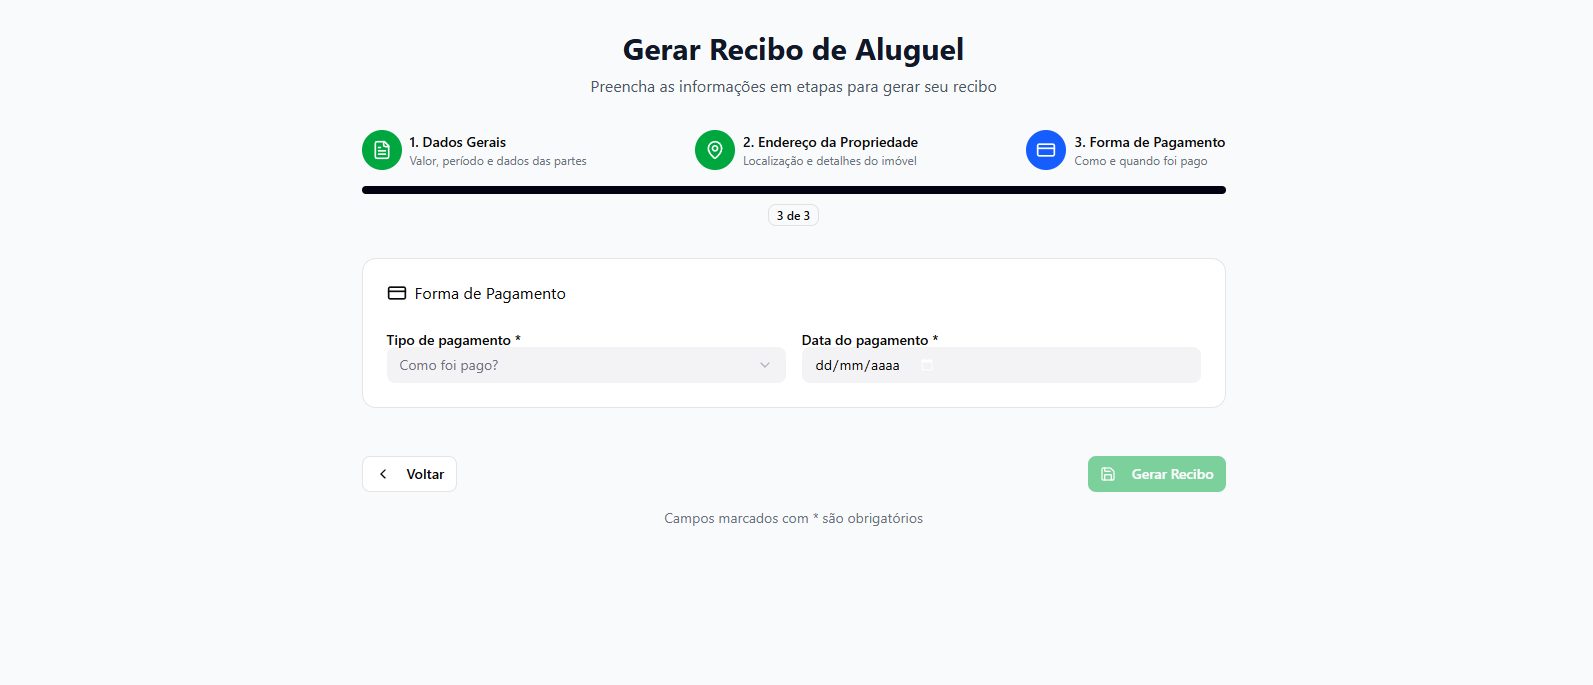 Gerar Recibo de Aluguel
Preencha as informações em etapas para gerar seu recibo
1. Dados Gerais
Valor, período e dados das partes
2. Endereço da Propriedade
Localização e detalhes do imóvel
3. Forma de Pagamento
Como e quando foi pago
3 de 3
Forma de Pagamento
Tipo de pagamento *
Como foi pago?
Data do pagamento *
dd/mm/aaaa
Voltar
Gerar Recibo
Campos marcados com * são obrigatórios